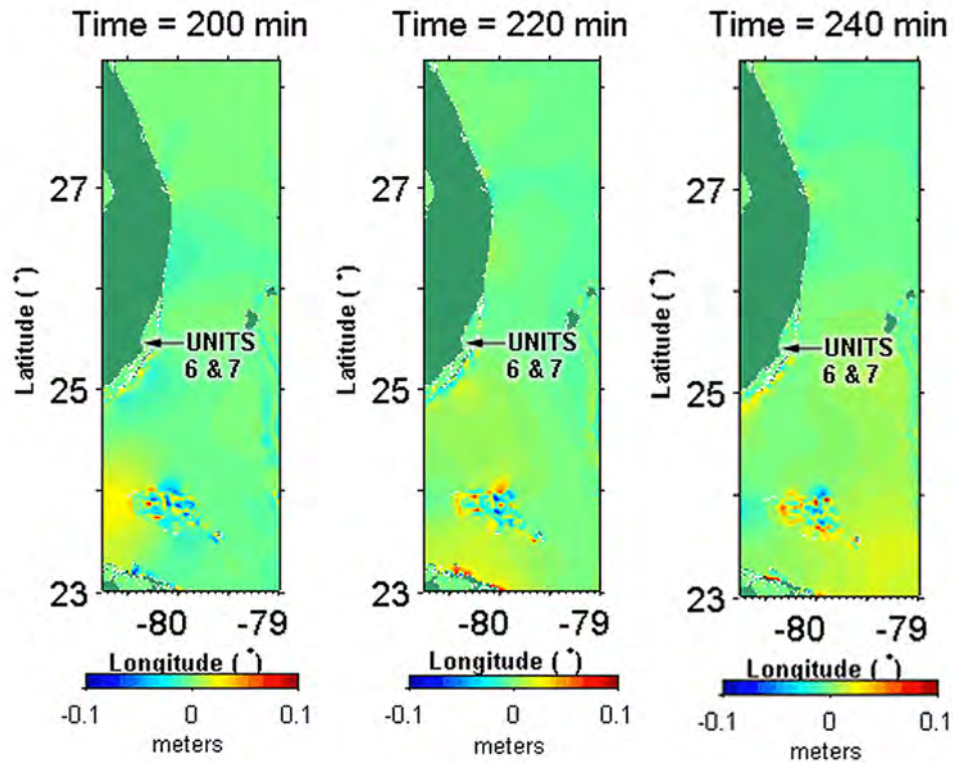 Time = 200 min
27
25
23
Latitude (°)
UNITS
6 & 7
-80
-79
Longitude (°)
-0.1
0
0.1
meters
Time = 220 min
27
25
23
Latitude (°)
UNITS
6 & 7
-80
-79
Longitude (°)
-0.1
0
0.1
meters
Time = 240 min
27
25
23
Latitude (°)
UNITS
6 & 7
-80
-79
Longitude (°)
-0.1
0
0.1
meters